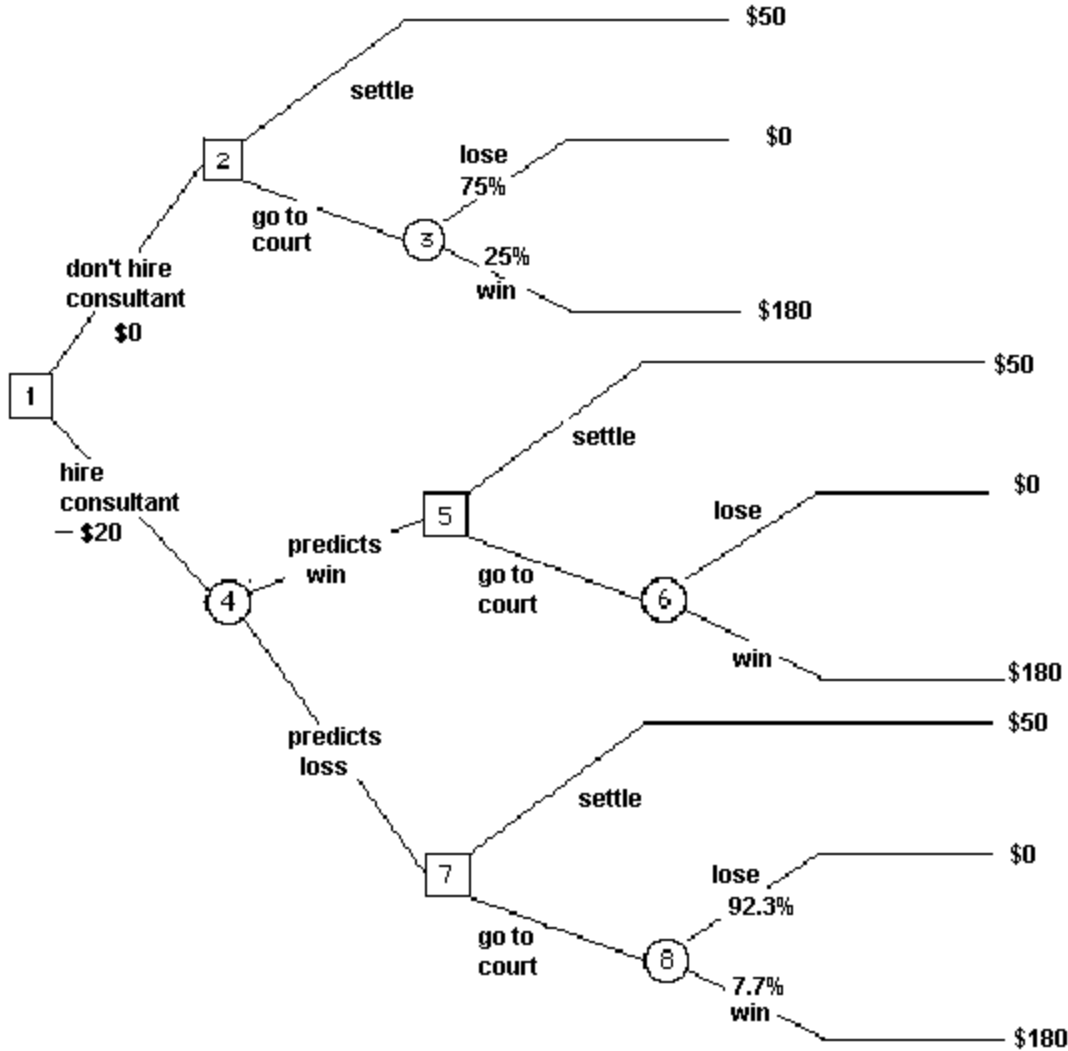 $50
settle
2
lose
75%
$0
go to
court
3
25%
win
$180
don't hire
consultant
$0
1
hire
consultant
– $20
$50
settle
5
lose
$0
predicts
win
go to
court
4
6
win
$180
predicts
loss
$50
settle
7
lose
92.3%
$0
go to
court
8
7.7%
win
$180